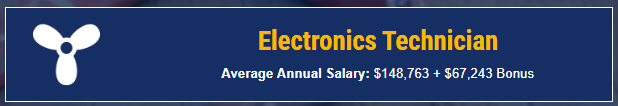 Electronics Technician
Average Annual Salary: $148,763 + $67,243 Bonus